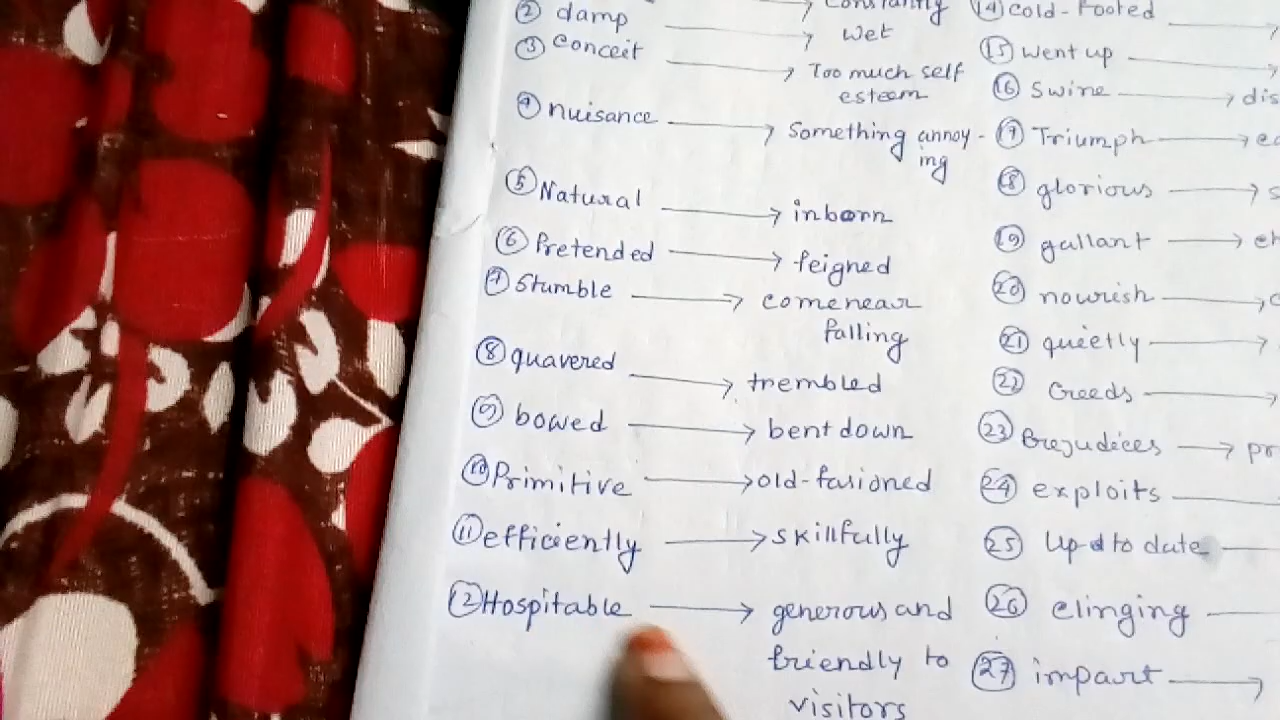 ② damp → wet
③ conceit → Too much self
esteem
④ nuisance → Something annoy-
ing
⑤ Natural → inborn
⑥ Pretended → feigned
⑦ Stumble → come near
falling
⑧ quavered → trembled
⑨ bowed → bent down
⑩ Primitive → old-fasioned
⑪ efficiently → skillfully
⑫ Hospitable → generous and
friendly to
visitors
⑭ cold-footed →
⑮ went up →
⑯ Swine → dis
⑰ Triumph →
⑱ glorious → s
⑲ gallant →
⑳ nourish →
㉑ quietly →
㉒ Creeds →
㉓ Prejudices → pr
㉔ exploits
㉕ Up to date
㉖ clinging
㉗ impart →